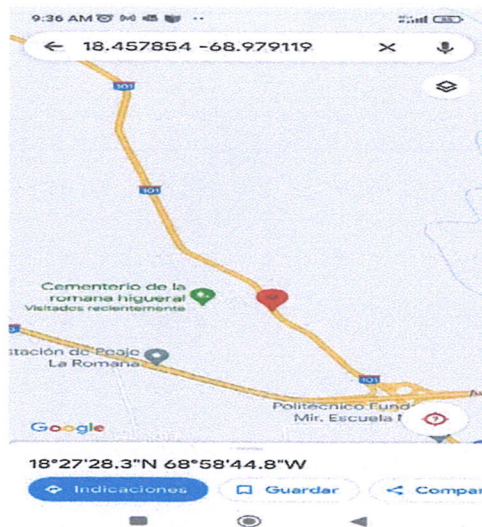 9:36 AM
18.457854 -68.979119
101
101
Cementerio de la
romana higueral
Visitados recientemente
stación de Peaje
La Romana
101
Politécnico Fund
Mir. Escuela
Google
18°27'28.3"N 68°58'44.8"W
Indicaciones
Guardar
Compar